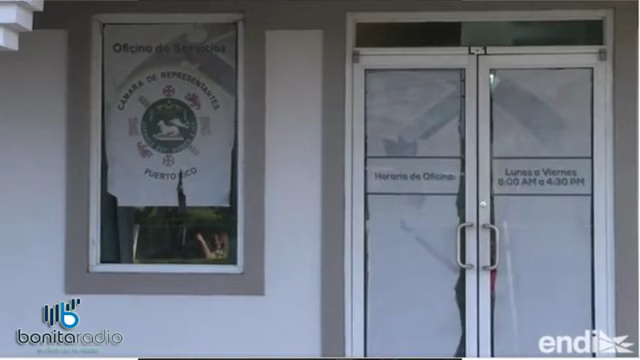 Oficina de Servicios
CÁMARA DE REPRESENTANTES
PUERTO RICO
Horario de Oficina:
Lunes a Viernes
8:00 AM a 4:30 PM
bonitaradio
endi